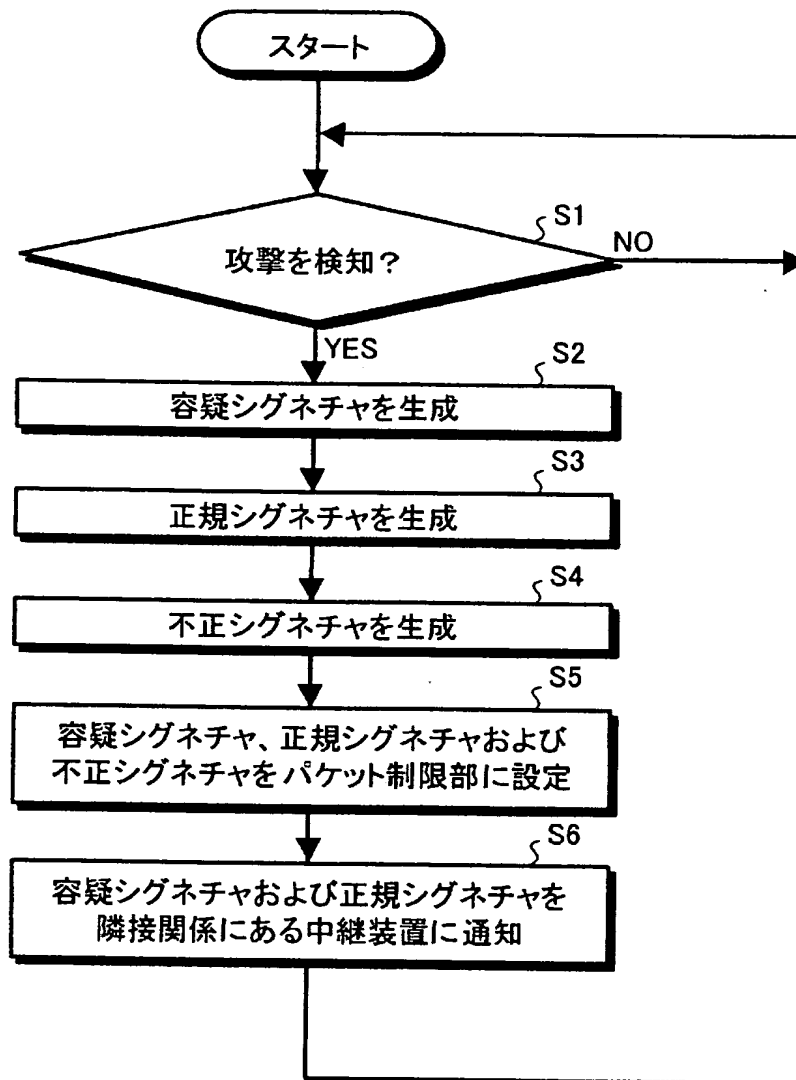 スタート
S1
攻撃を検知?
NO
YES
S2
容疑シグネチャを生成
S3
正規シグネチャを生成
S4
不正シグネチャを生成
S5
容疑シグネチャ、正規シグネチャおよび
不正シグネチャをパケット制限部に設定
S6
容疑シグネチャおよび正規シグネチャを
隣接関係にある中継装置に通知